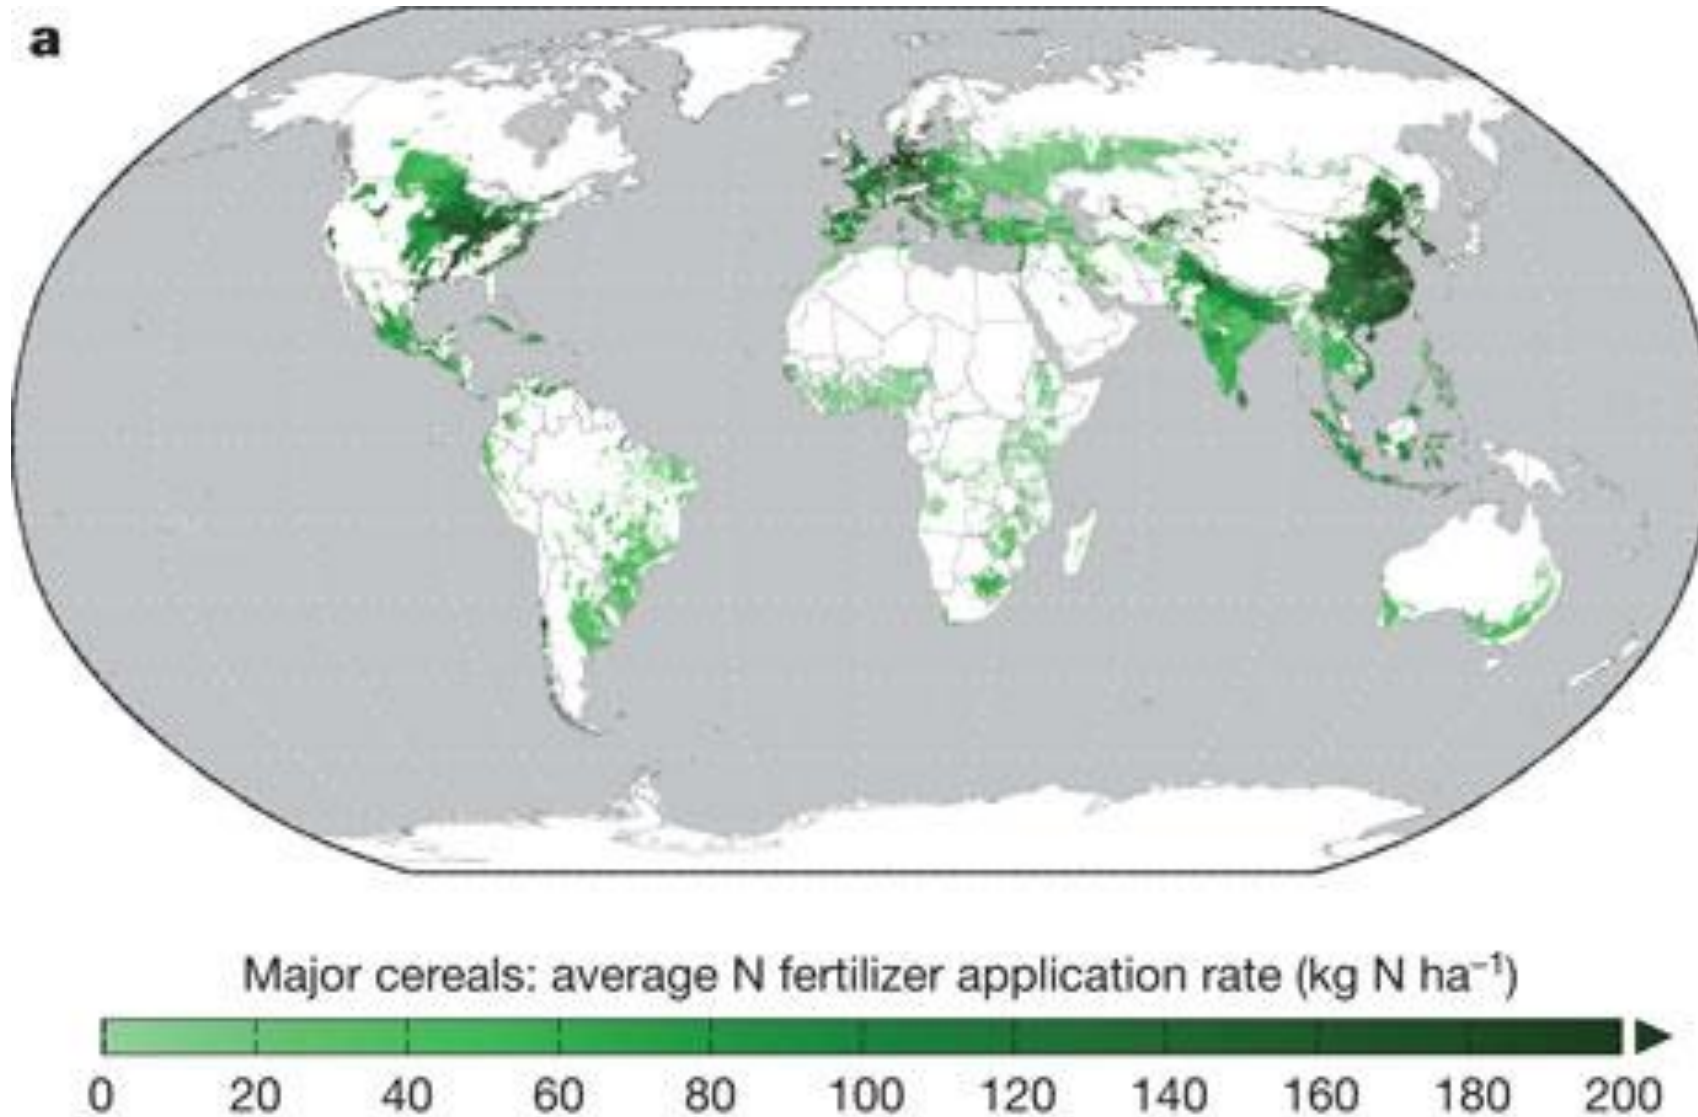 a
Major cereals: average N fertilizer application rate (kg N ha⁻¹)
0 20 40 60 80 100 120 140 160 180 200